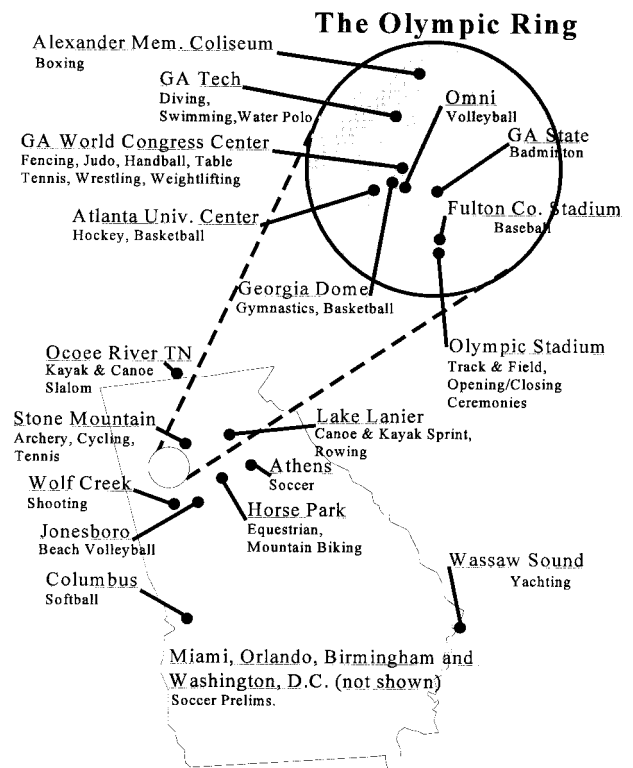 The Olympic Ring
Alexander Mem. Coliseum
Boxing
GA Tech
Diving,
Swimming,Water Polo
Omni
Volleyball
GA World Congress Center
Fencing, Judo, Handball, Table
Tennis, Wrestling, Weightlifting
GA State
Badminton
Atlanta Univ. Center
Hockey, Basketball
Fulton Co. Stadium
Baseball
Georgia Dome
Gymnastics, Basketball
Olympic Stadium
Track & Field,
Opening/Closing
Ceremonies
Ocoee River TN
Kayak & Canoe
Slalom
Stone Mountain
Archery, Cycling,
Tennis
Lake Lanier
Canoe & Kayak Sprint,
Rowing
Athens
Soccer
Wolf Creek
Shooting
Horse Park
Equestrian,
Mountain Biking
Jonesboro
Beach Volleyball
Columbus
Softball
Wassaw Sound
Yachting
Miami, Orlando, Birmingham and
Washington, D.C. (not shown)
Soccer Prelims.